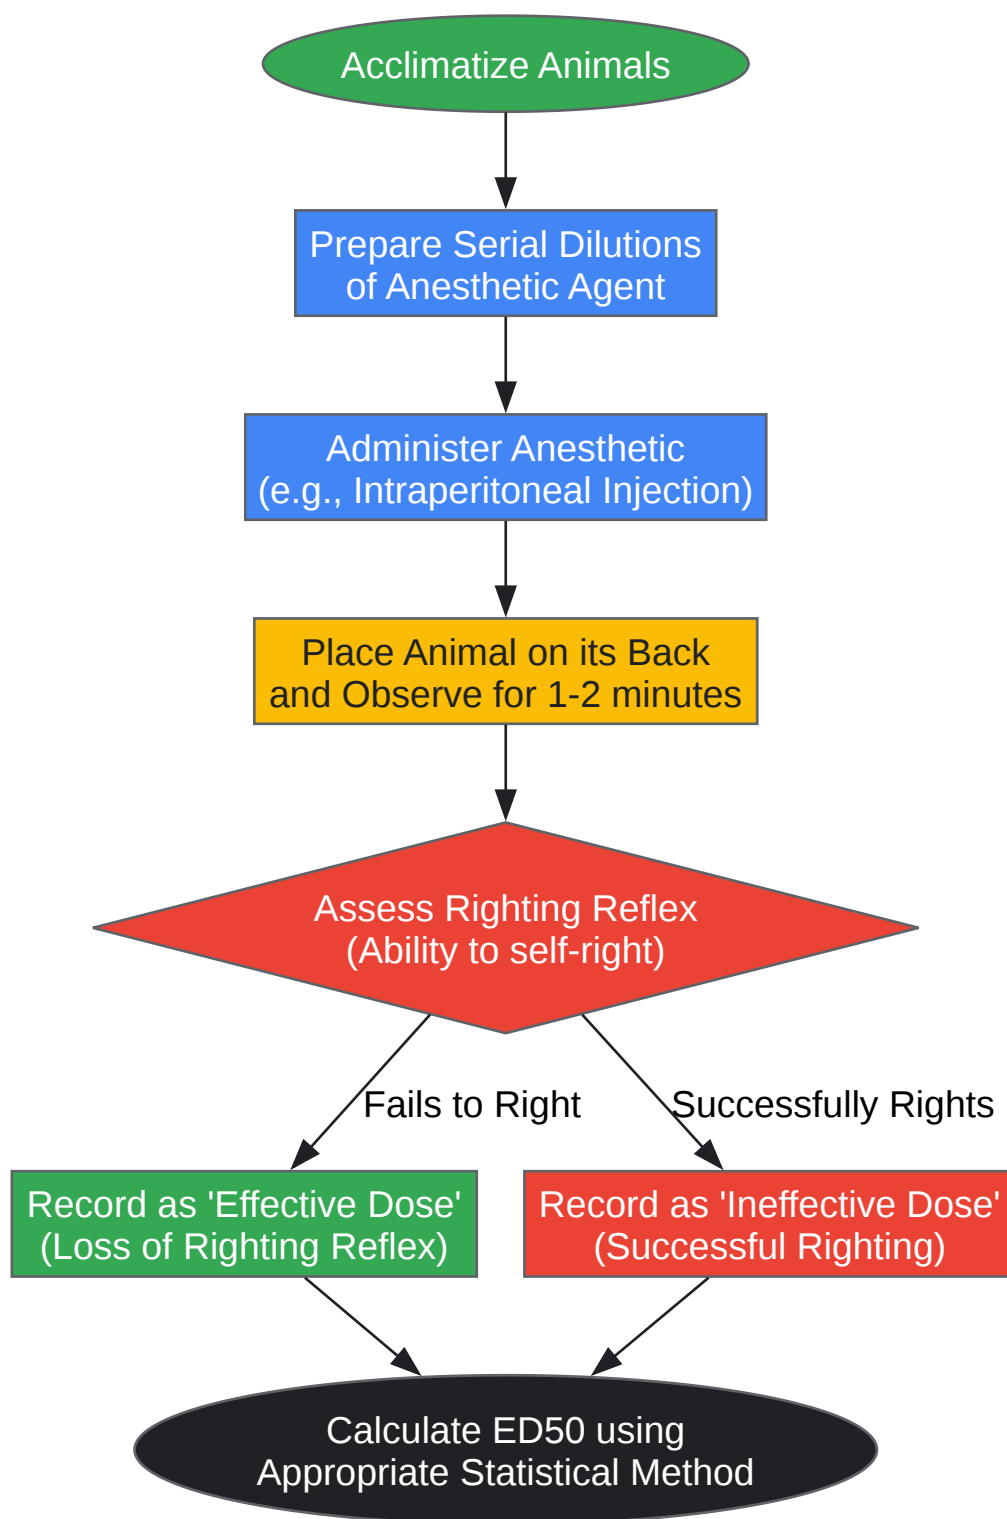 Acclimatize Animals
Prepare Serial Dilutions
of Anesthetic Agent
Administer Anesthetic
(e.g., Intraperitoneal Injection)
Place Animal on its Back
and Observe for 1-2 minutes
Assess Righting Reflex
(Ability to self-right)
Fails to Right
Successfully Rights
Record as 'Effective Dose'
(Loss of Righting Reflex)
Record as 'Ineffective Dose'
(Successful Righting)
Calculate ED50 using
Appropriate Statistical Method